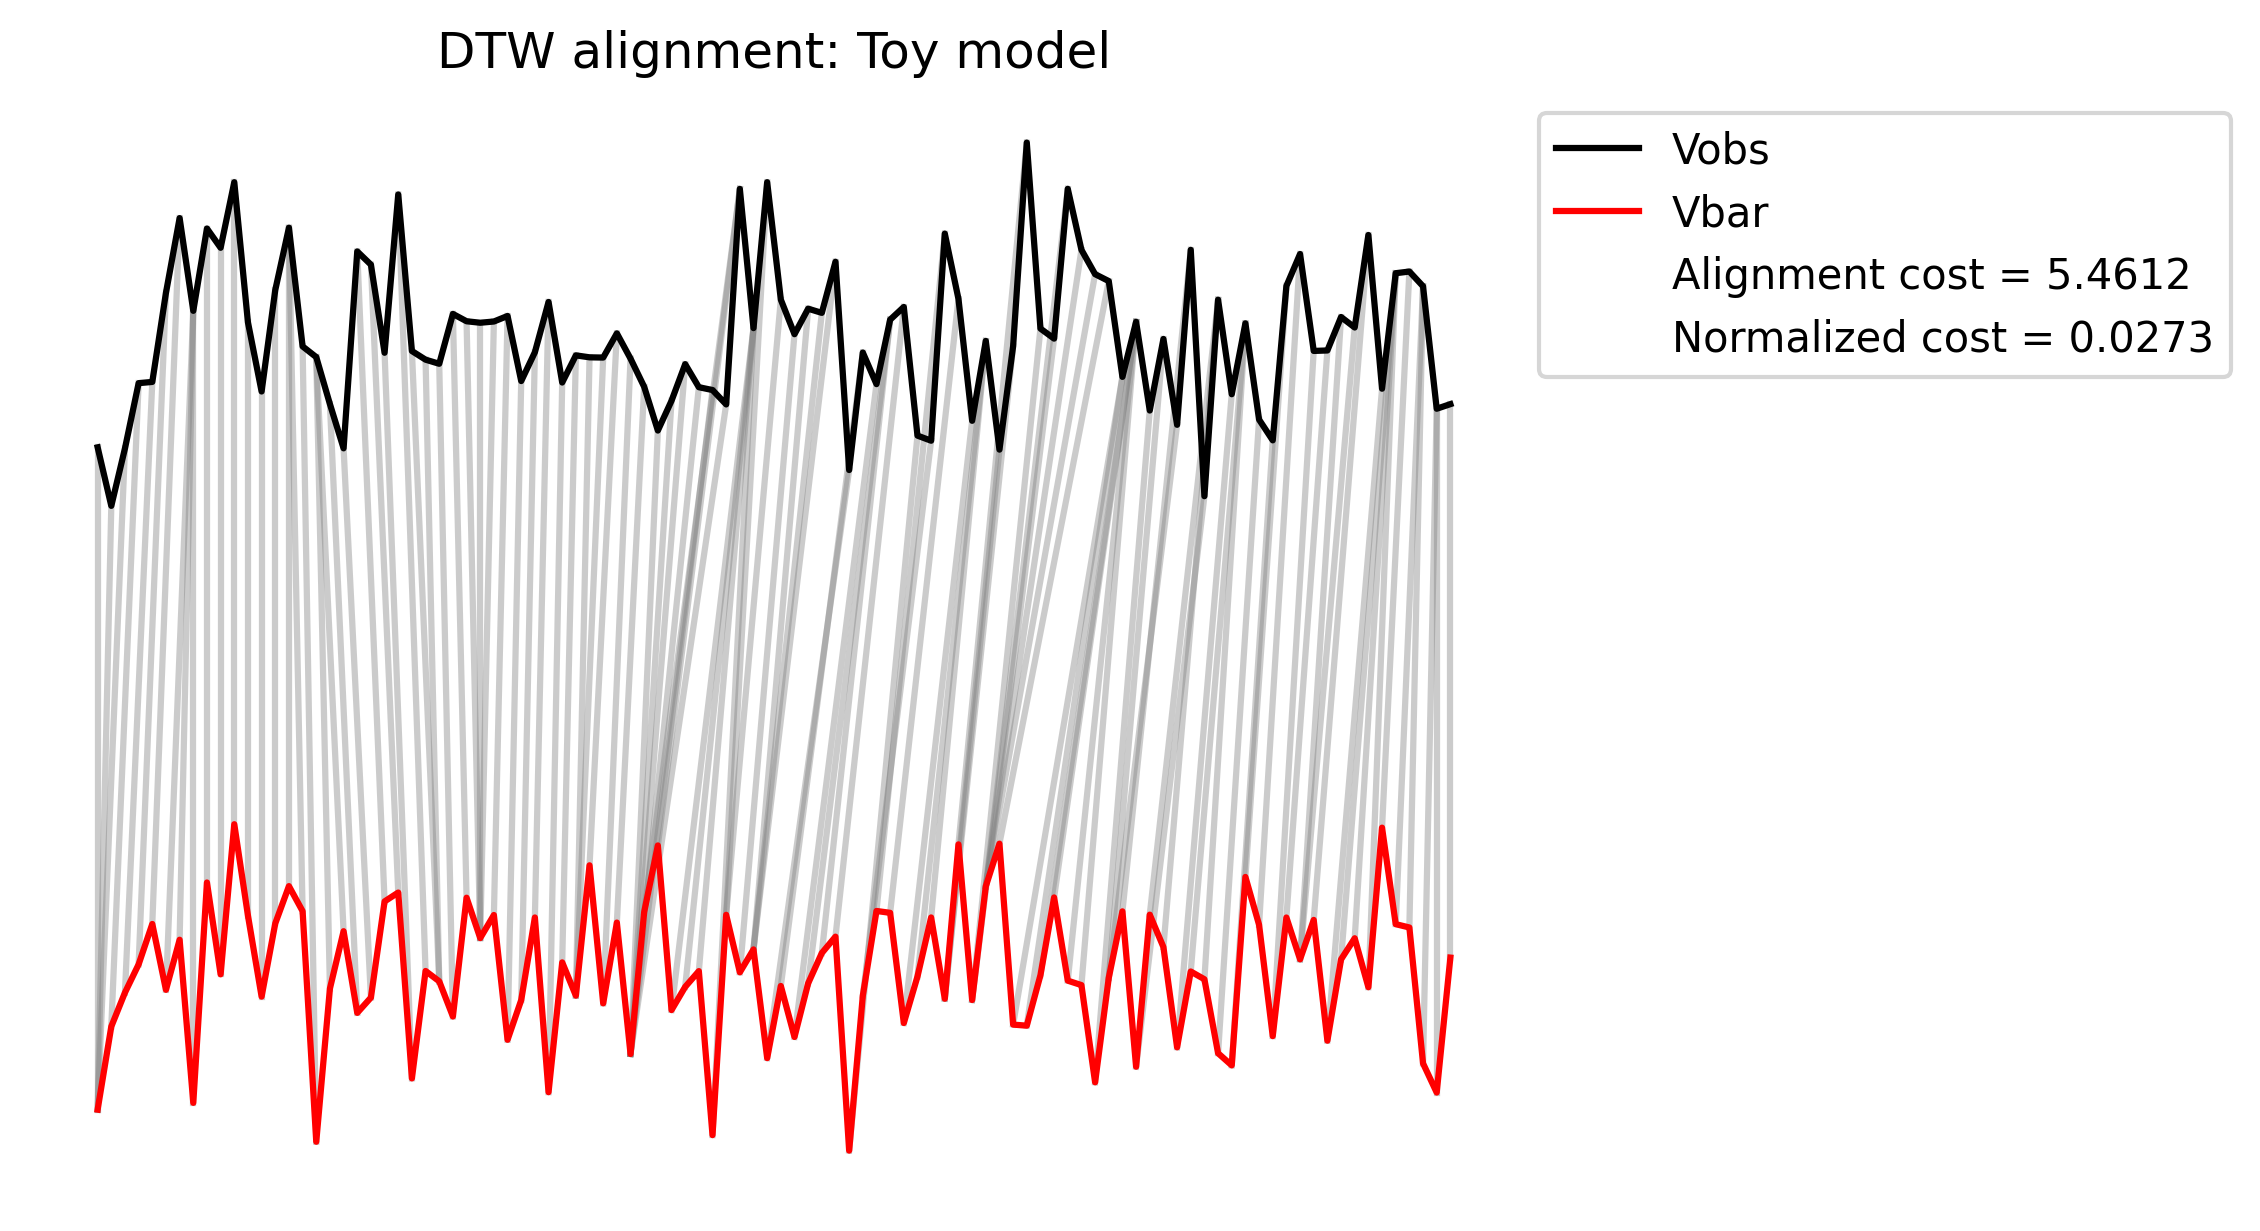 DTW alignment: Toy model
Vobs
Vbar
Alignment cost = 5.4612
Normalized cost = 0.0273